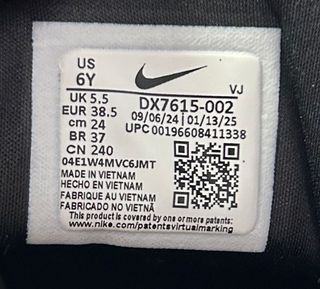 US
6Y
VJ
UK 5.5
EUR 38.5
cm 24
BR 37
CN 240
DX7615-002
09/06/24 | 01/13/25
UPC 00196608411338
04E1W4MVC6JMT
MADE IN VIETNAM
HECHO EN VIETNAM
FABRIQUE AU VIETNAM
FABRICADO NO VIETNÃ
This product is covered by one or more patents:
www.nike.com/patentsvirtualmarking